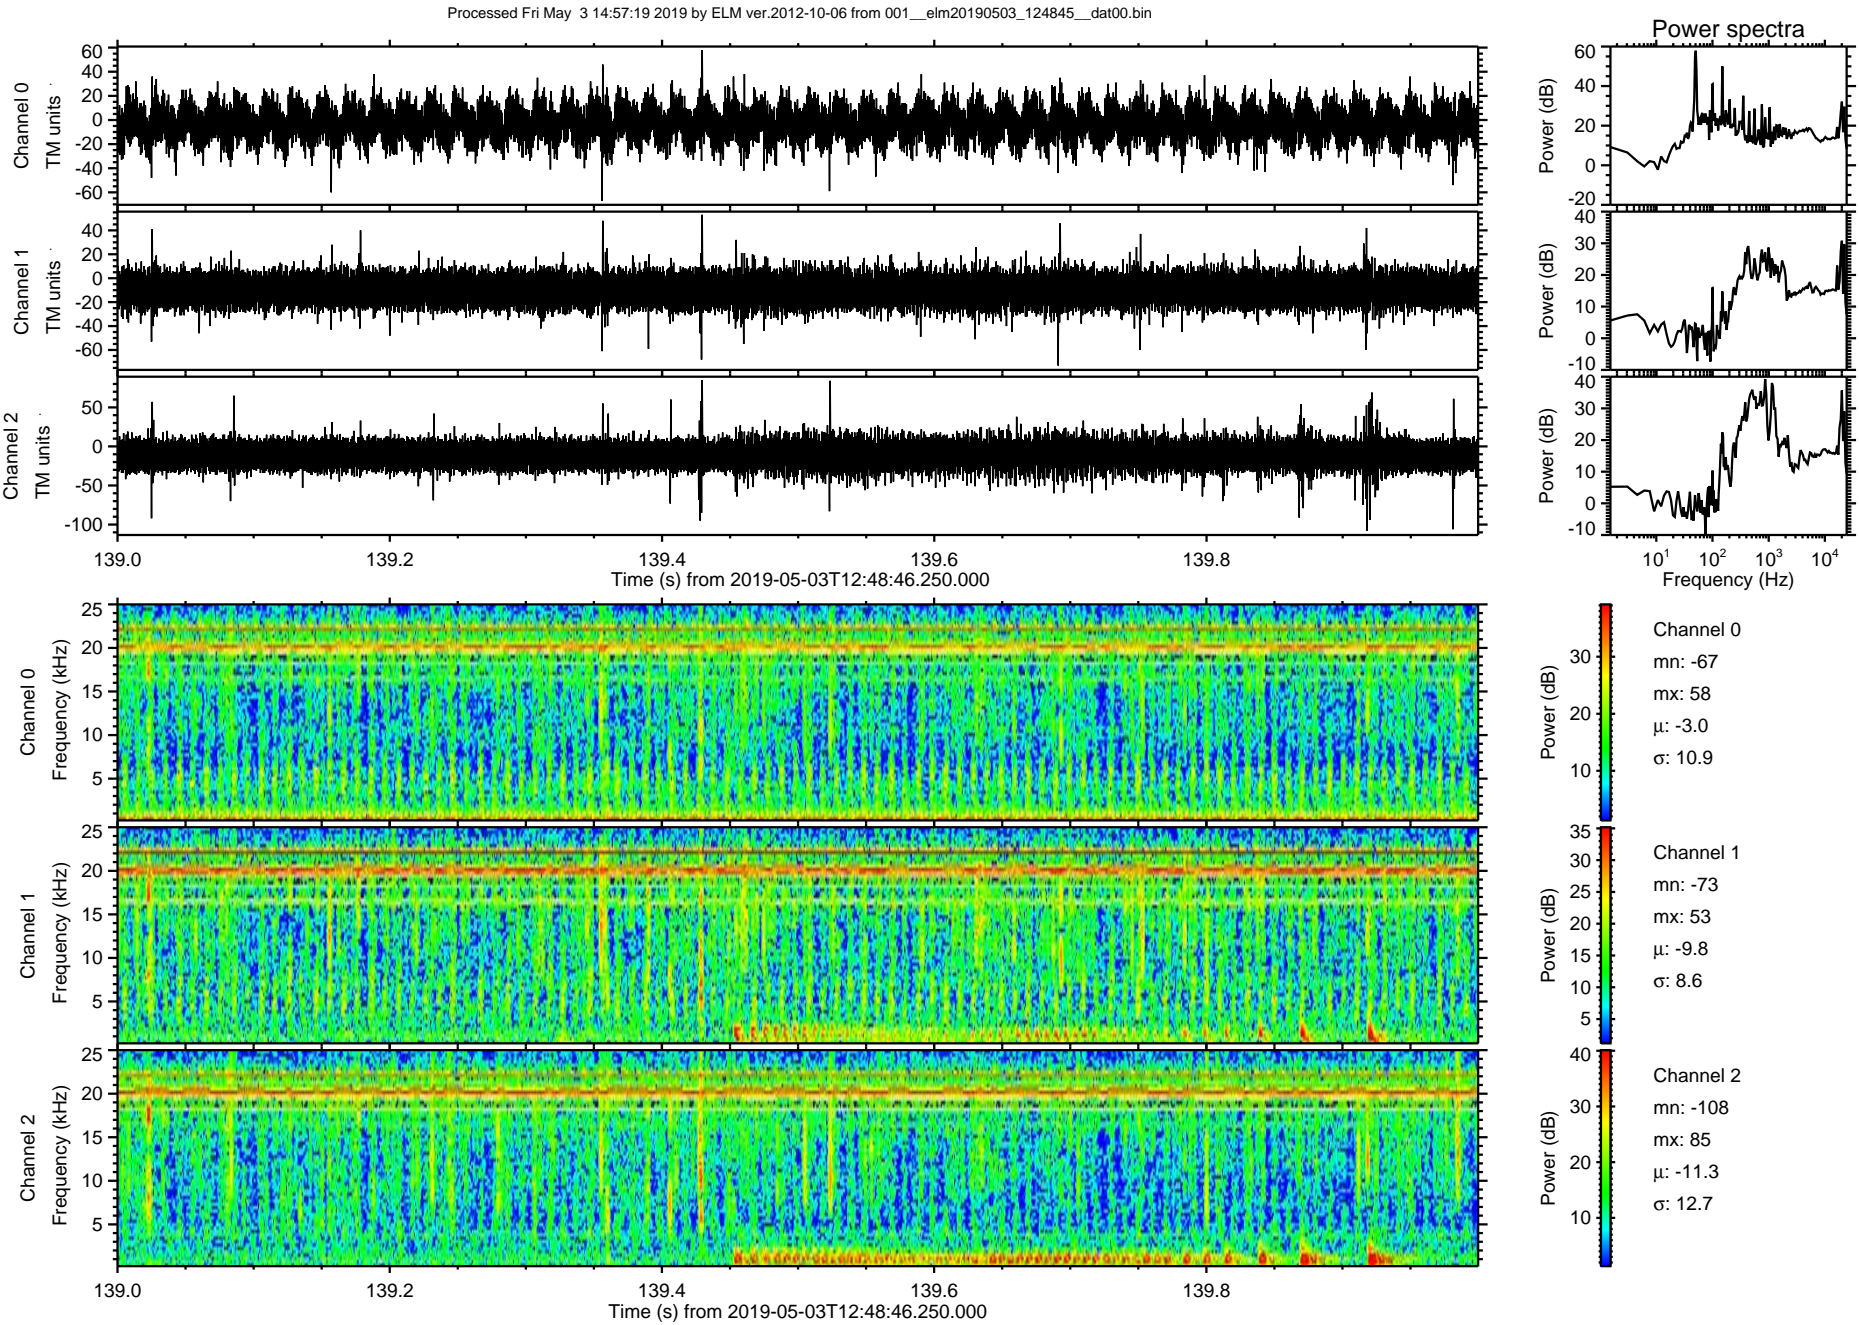 Processed Fri May  3 14:57:19 2019 by ELM ver.2012-10-06 from 001__elm20190503_124845__dat00.bin
Power spectra
Channel 0
TM units
60
40
20
0
-20
-40
-60
Power (dB)
60
40
20
0
-20
Channel 1
TM units
40
20
0
-20
-40
-60
Power (dB)
40
30
20
10
0
-10
Channel 2
TM units
50
0
-50
-100
Power (dB)
40
30
20
10
0
-10
139.0 139.2 139.4 139.6 139.8
Time (s) from 2019-05-03T12:48:46.250.000
10¹ 10² 10³ 10⁴
Frequency (Hz)
Channel 0
Frequency (kHz)
25
20
15
10
5
Power (dB)
30
20
10
Channel 0
mn: -67
mx: 58
µ: -3.0
σ: 10.9
Channel 1
Frequency (kHz)
25
20
15
10
5
Power (dB)
35
30
25
20
15
10
5
Channel 1
mn: -73
mx: 53
µ: -9.8
σ: 8.6
Channel 2
Frequency (kHz)
25
20
15
10
5
Power (dB)
40
30
20
10
Channel 2
mn: -108
mx: 85
µ: -11.3
σ: 12.7
139.0 139.2 139.4 139.6 139.8
Time (s) from 2019-05-03T12:48:46.250.000